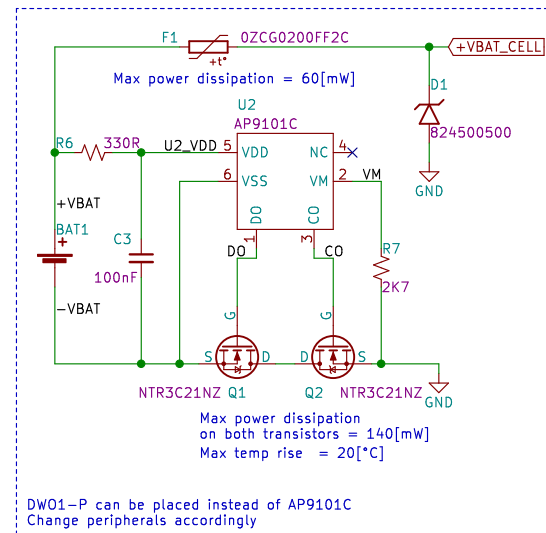 F1 0ZCG0200FF2C
+t°
+VBAT_CELL
Max power dissipation = 60[mW]
D1
824500500
GND
U2
AP9101C
R6 330R
U2_VDD 5 VDD NC 4
6 VSS VM 2 VM
DO CO
1 3
DO CO
+VBAT
BAT1
+
C3
100nF
-VBAT
R7
2K7
G G
S D D S
NTR3C21NZ Q1 Q2 NTR3C21NZ
GND
Max power dissipation
on both transistors = 140[mW]
Max temp rise = 20[°C]
DWO1-P can be placed instead of AP9101C
Change peripherals accordingly